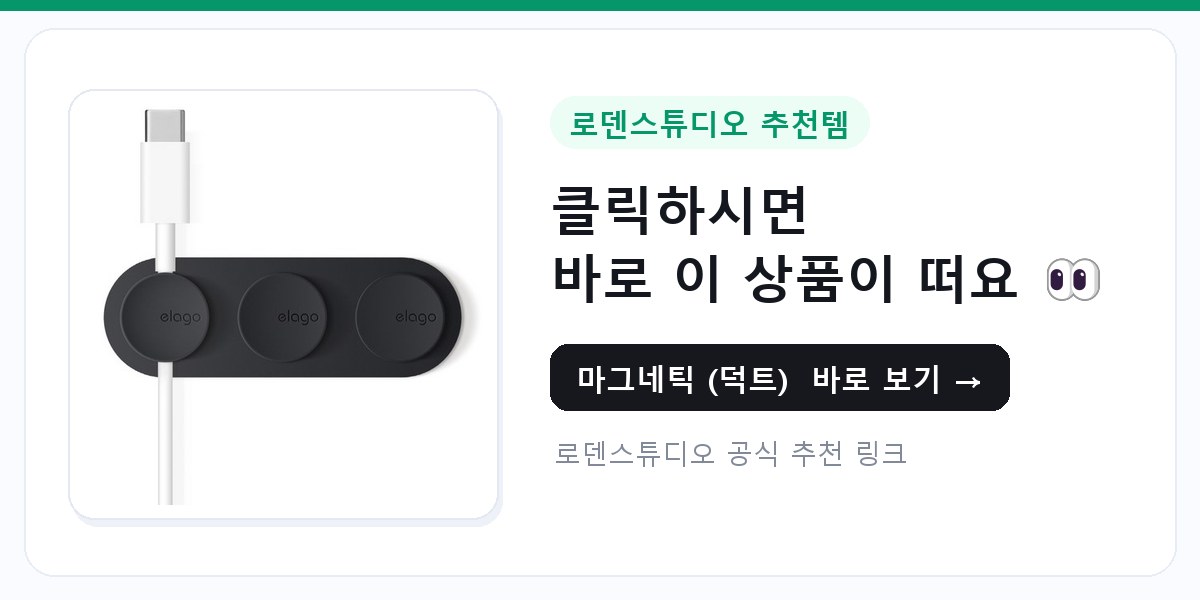 elago
elago
elago
로덴스튜디오 추천템
클릭하시면
바로 이 상품이 떠요 👀
마그네틱 (덕트) 바로 보기 →
로덴스튜디오 공식 추천 링크